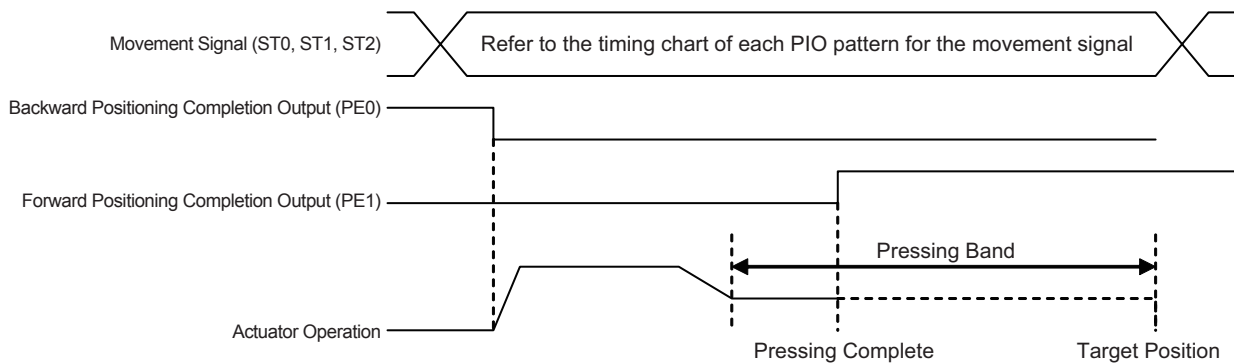 Movement Signal (ST0, ST1, ST2)
Refer to the timing chart of each PIO pattern for the movement signal
Backward Positioning Completion Output (PE0)
Forward Positioning Completion Output (PE1)
Pressing Band
Actuator Operation
Pressing Complete
Target Position